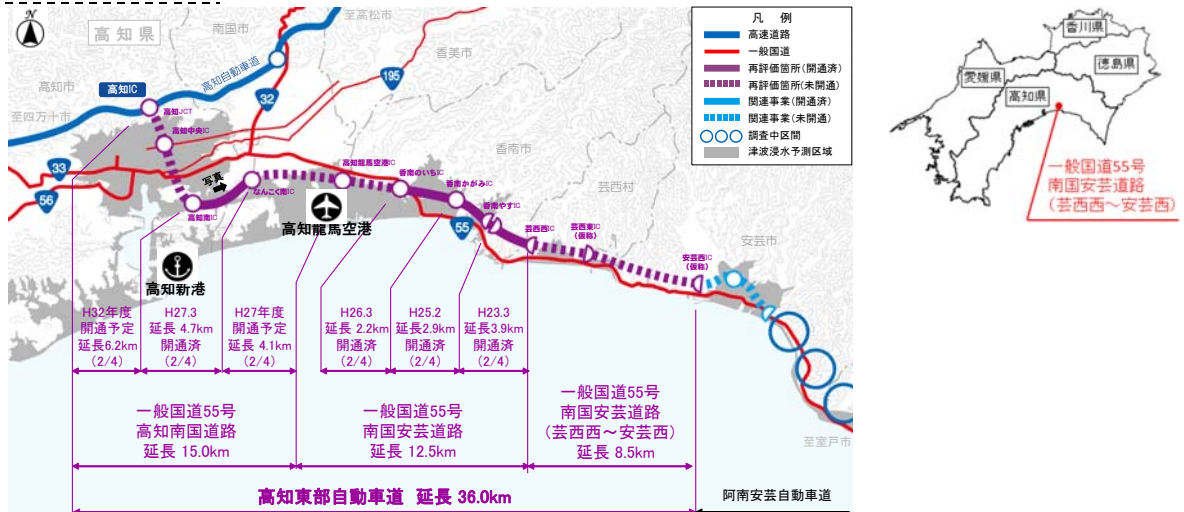 高知県
南国市
至高松市
高知市
香美市
高知自動車道
高知IC
195
32
高知JCT
高知中央IC
至四万十市
33
56
写真
なんこく南IC
高知南IC
高知龍馬空港IC
香南のいちIC
香南市
香南かがみIC
香南やすIC
芸西村
55
芸西西IC
芸西東IC
(仮称)
安芸市
安芸西IC
(仮称)
高知龍馬空港
高知新港
至室戸市
凡 例
高速道路
一般国道
再評価箇所(開通済)
再評価箇所(未開通)
関連事業(開通済)
関連事業(未開通)
調査中区間
津波浸水予測区域
H32年度
開通予定
延長6.2km
(2/4)
H27.3
延長 4.7km
開通済
(2/4)
H27年度
開通予定
延長 4.1km
(2/4)
H26.3
延長 2.2km
開通済
(2/4)
H25.2
延長2.9km
開通済
(2/4)
H23.3
延長3.9km
開通済
(2/4)
一般国道55号
高知南国道路
延長 15.0km
一般国道55号
南国安芸道路
延長 12.5km
一般国道55号
南国安芸道路
(芸西西～安芸西)
延長 8.5km
高知東部自動車道 延長 36.0km
阿南安芸自動車道
香川県
徳島県
愛媛県
高知県
一般国道55号
南国安芸道路
(芸西西～安芸西)